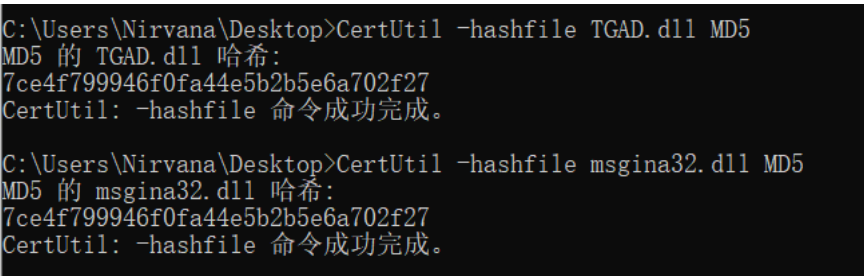 C:\Users\Nirvana\Desktop>CertUtil -hashfile TGAD.dll MD5
MD5 的 TGAD.dll 哈希:
7ce4f799946f0fa44e5b2b5e6a702f27
CertUtil: -hashfile 命令成功完成。
C:\Users\Nirvana\Desktop>CertUtil -hashfile msgina32.dll MD5
MD5 的 msgina32.dll 哈希:
7ce4f799946f0fa44e5b2b5e6a702f27
CertUtil: -hashfile 命令成功完成。